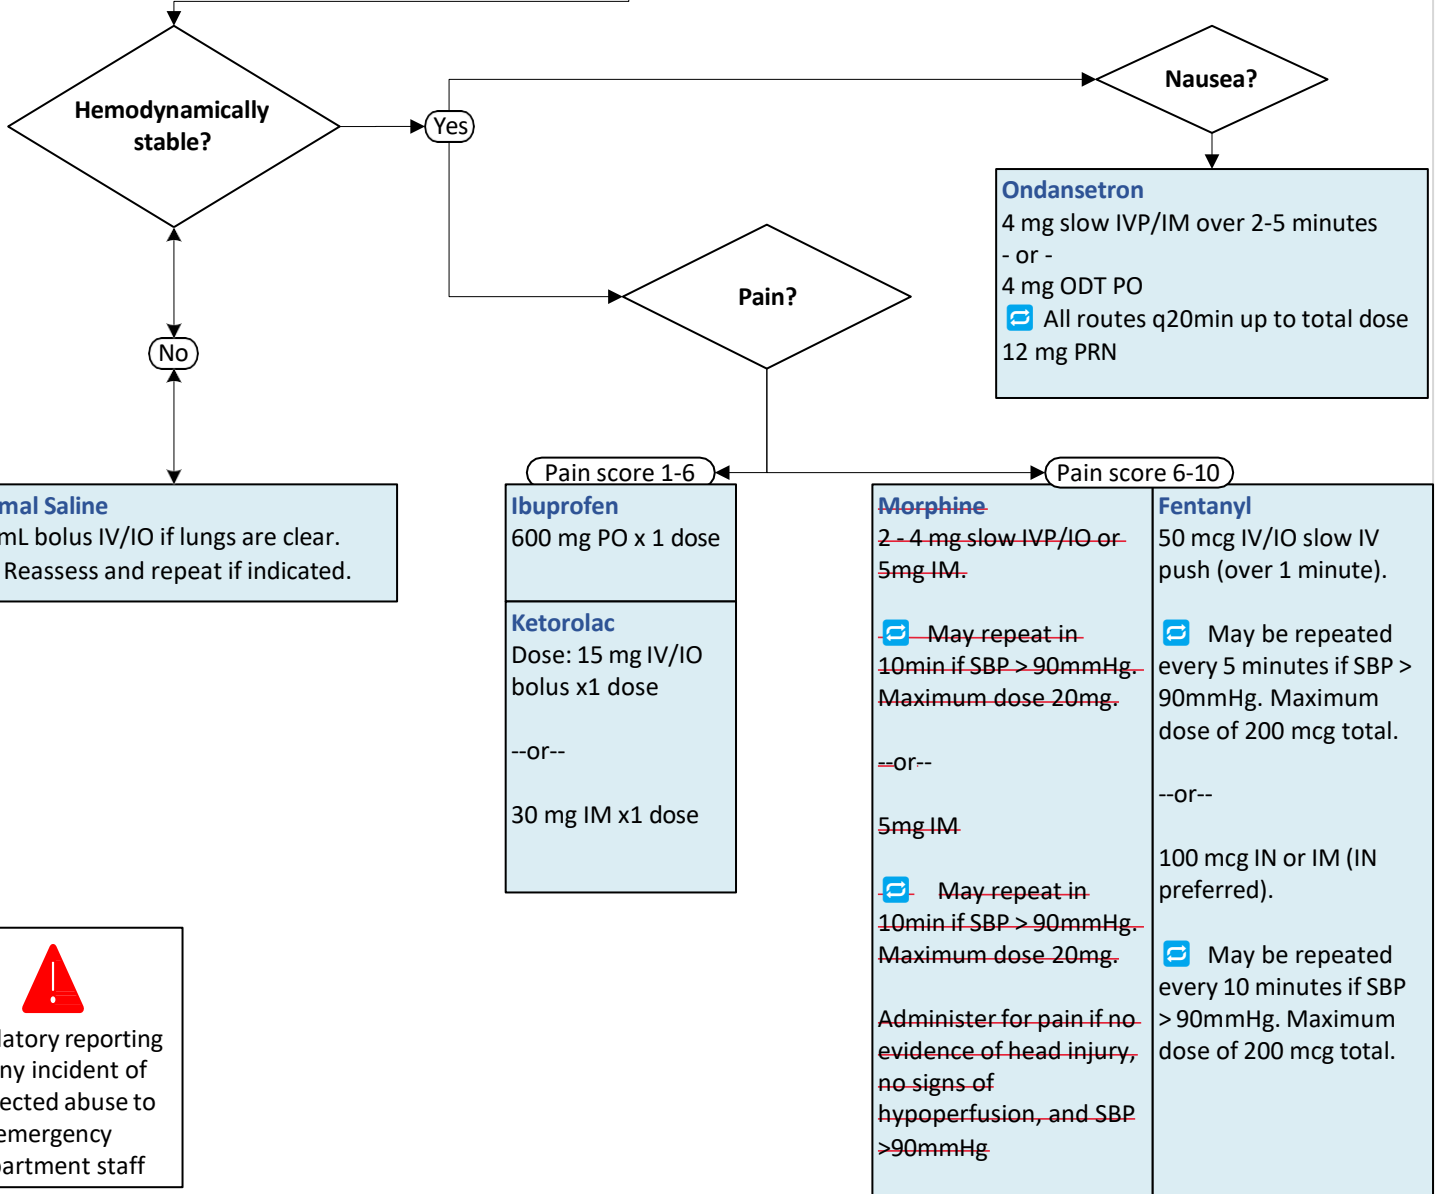 Hemodynamically
stable?
Yes
Nausea?
Ondansetron
4 mg slow IVP/IM over 2-5 minutes
- or -
4 mg ODT PO
All routes q20min up to total dose
12 mg PRN
Pain?
No
mal Saline
mL bolus IV/IO if lungs are clear.
Reassess and repeat if indicated.
Pain score 1-6
Ibuprofen
600 mg PO x 1 dose
Ketorolac
Dose: 15 mg IV/IO
bolus x1 dose
--or--
30 mg IM x1 dose
Pain score 6-10
Morphine
2 - 4 mg slow IVP/IO or
5mg IM.
May repeat in
10min if SBP > 90mmHg.
Maximum dose 20mg.
--or--
5mg IM
May repeat in
10min if SBP > 90mmHg.
Maximum dose 20mg.
Administer for pain if no
evidence of head injury,
no signs of
hypoperfusion, and SBP
>90mmHg
Fentanyl
50 mcg IV/IO slow IV
push (over 1 minute).
May be repeated
every 5 minutes if SBP >
90mmHg. Maximum
dose of 200 mcg total.
--or--
100 mcg IN or IM (IN
preferred).
May be repeated
every 10 minutes if SBP
> 90mmHg. Maximum
dose of 200 mcg total.
latory reporting
ny incident of
ected abuse to
emergency
partment staff